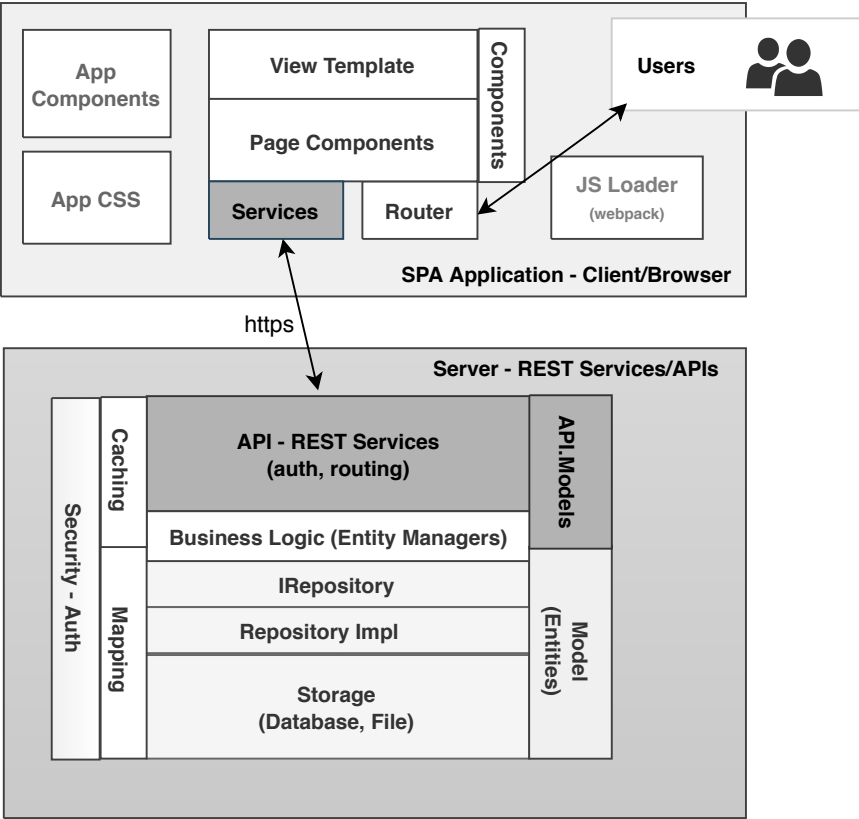 App
Components
App CSS
View Template
Page Components
Components
Services
Router
Users
JS Loader
(webpack)
SPA Application - Client/Browser
https
Server - REST Services/APIs
Security - Auth
Caching
Mapping
API - REST Services
(auth, routing)
Business Logic (Entity Managers)
IRepository
Repository Impl
Storage
(Database, File)
API.Models
Model
(Entities)